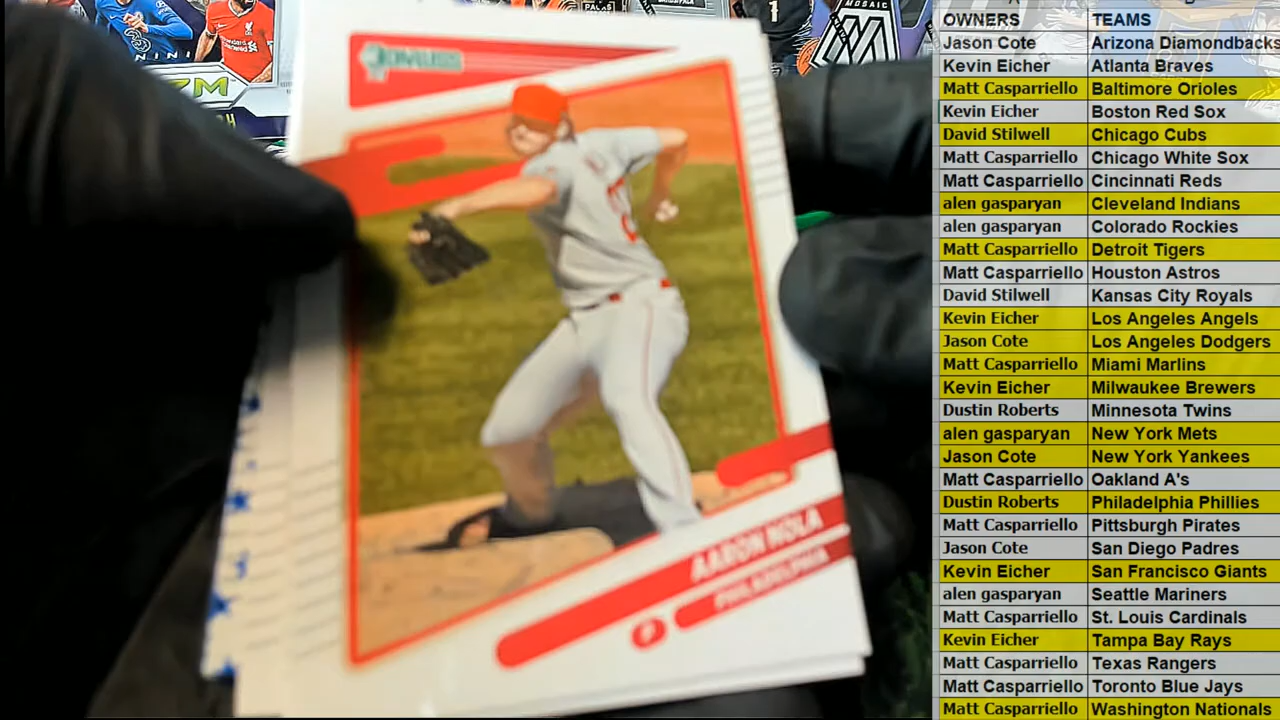 DONRUSS
AARON NOLA
PHILADELPHIA
P
MOSAIC
OWNERS TEAMS
Jason Cote Arizona Diamondbacks
Kevin Eicher Atlanta Braves
Matt Casparriello Baltimore Orioles
Kevin Eicher Boston Red Sox
David Stilwell Chicago Cubs
Matt Casparriello Chicago White Sox
Matt Casparriello Cincinnati Reds
alen gasparyan Cleveland Indians
alen gasparyan Colorado Rockies
Matt Casparriello Detroit Tigers
Matt Casparriello Houston Astros
David Stilwell Kansas City Royals
Kevin Eicher Los Angeles Angels
Jason Cote Los Angeles Dodgers
Matt Casparriello Miami Marlins
Kevin Eicher Milwaukee Brewers
Dustin Roberts Minnesota Twins
alen gasparyan New York Mets
Jason Cote New York Yankees
Matt Casparriello Oakland A's
Dustin Roberts Philadelphia Phillies
Matt Casparriello Pittsburgh Pirates
Jason Cote San Diego Padres
Kevin Eicher San Francisco Giants
alen gasparyan Seattle Mariners
Matt Casparriello St. Louis Cardinals
Kevin Eicher Tampa Bay Rays
Matt Casparriello Texas Rangers
Matt Casparriello Toronto Blue Jays
Matt Casparriello Washington Nationals